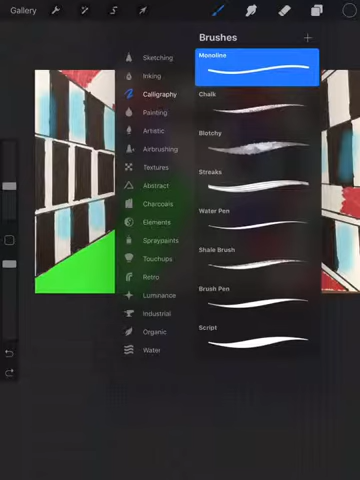 Gallery
Brushes
Sketching
Inking
Calligraphy
Painting
Artistic
Airbrushing
Textures
Abstract
Charcoals
Elements
Spraypaints
Touchups
Retro
Luminance
Industrial
Organic
Water
Monoline
Chalk
Blotchy
Streaks
Water Pen
Shale Brush
Brush Pen
Script